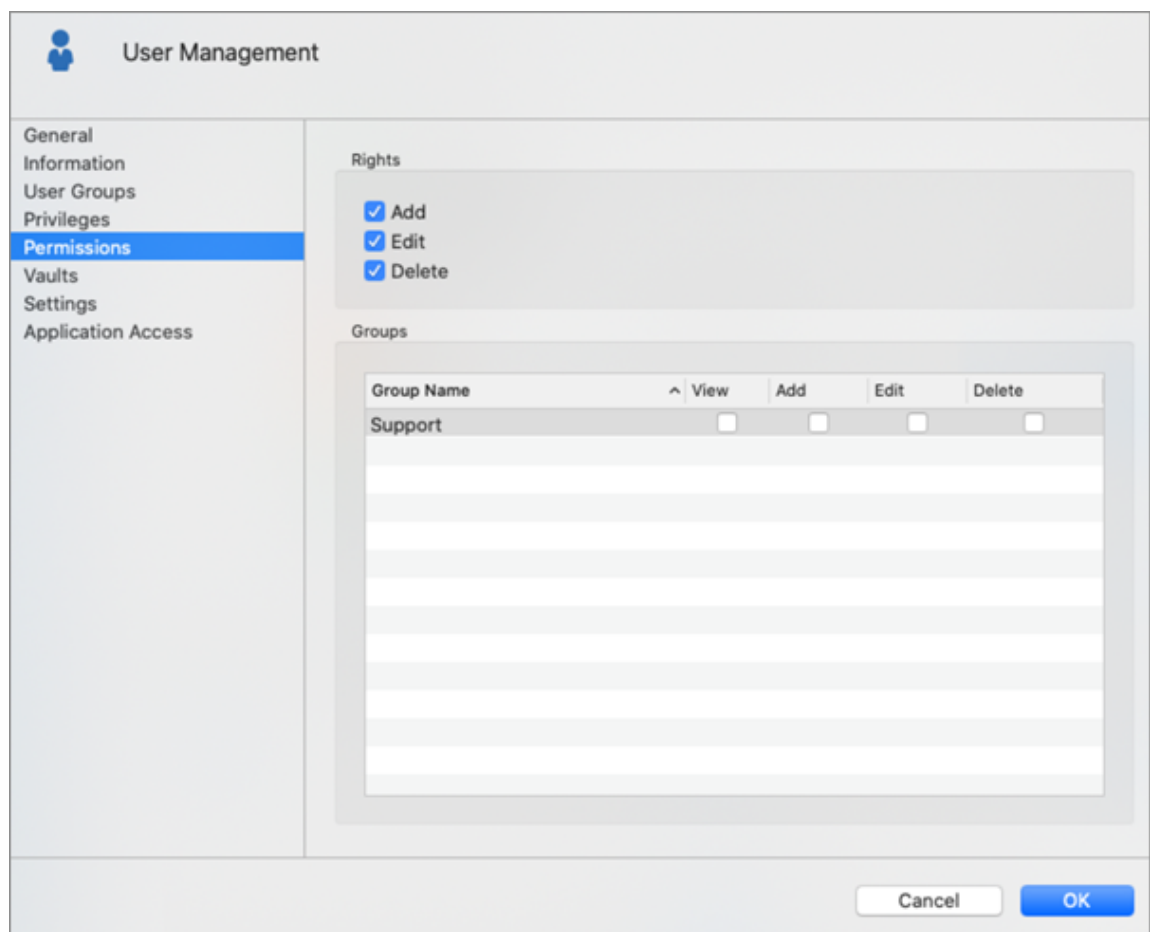 User Management
General
Information
User Groups
Privileges
Permissions
Vaults
Settings
Application Access
Rights
Add
Edit
Delete
Groups
Group Name View Add Edit Delete
Support
Cancel OK